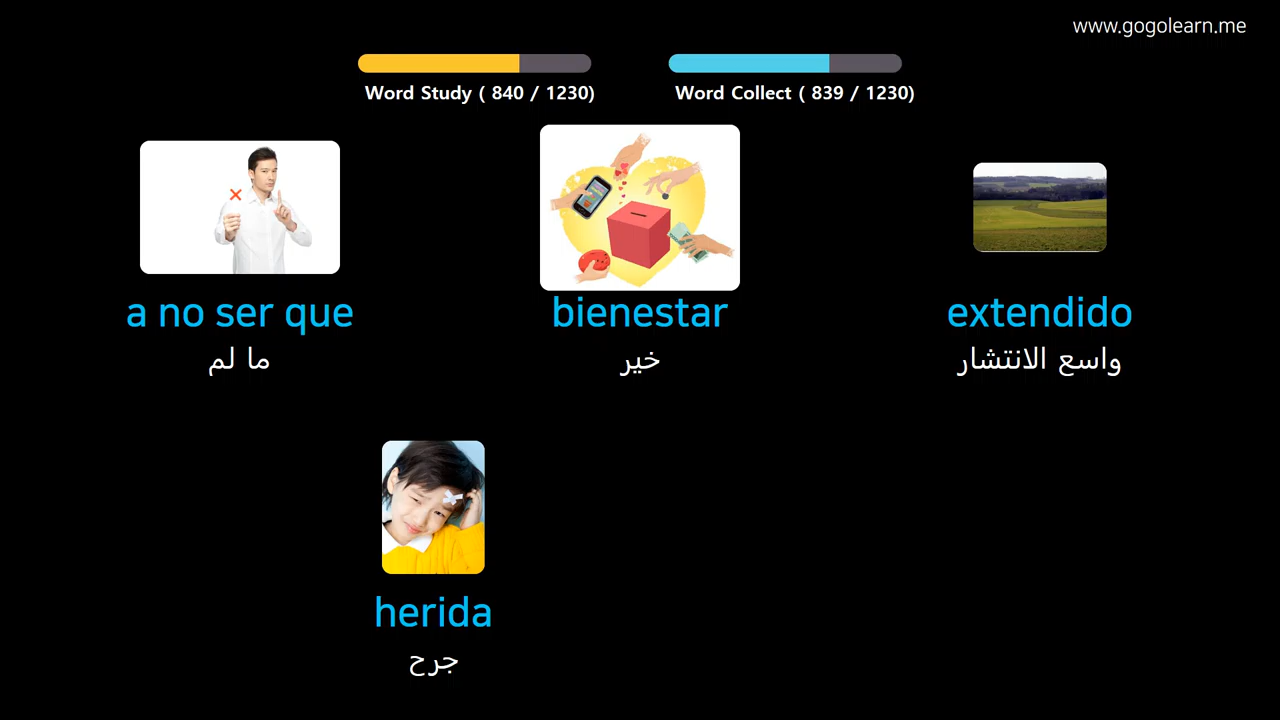 www.gogolearn.me
Word Study ( 840 / 1230)
Word Collect ( 839 / 1230)
a no ser que
ما لم
bienestar
خير
extendido
واسع الانتشار
herida
جرح